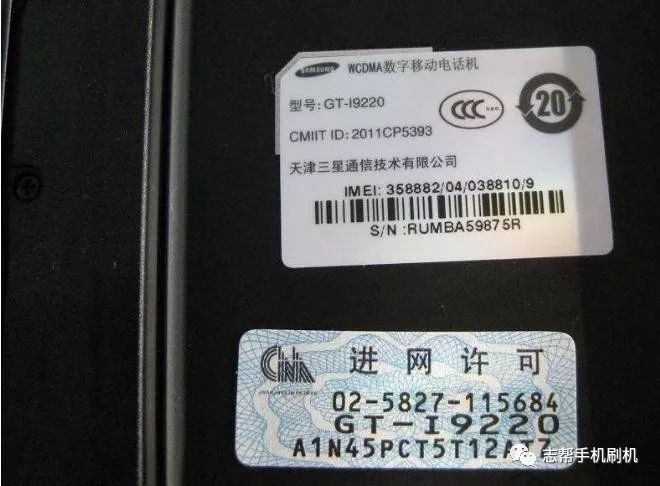 SAMSUNG WCDMA数字移动电话机
型号: GT-I9220
CCC
20
CMIIT ID: 2011CP5393
天津三星通信技术有限公司
IMEI: 358882/04/038810/9
S/N :RUMBA59875R
CNA 进网许可
02-5827-115684
GT-I9220
志帮手机刷机